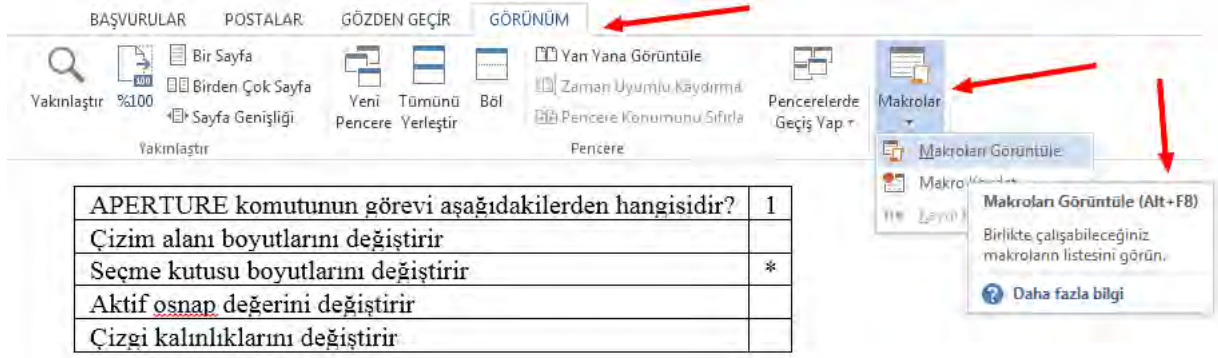 BAŞVURULAR POSTALAR GÖZDEN GEÇİR GÖRÜNÜM
Yakınlaştır
%100
Bir Sayfa
Birden Çok Sayfa
Sayfa Genişliği
Yakınlaştır
Yeni Pencere
Tümünü Yerleştir
Böl
Yan Yana Görüntüle
Zaman Uyumlu Kaydırma
Pencere Konumunu Sıfırla
Pencere
Pencerelerde
Geçiş Yap
Makrolar
Makroları Görüntüle
Makro
Makroları Görüntüle (Alt+F8)
Birlikte çalışabileceğiniz
makroların listesini görün.
Daha fazla bilgi
APERTURE komutunun görevi aşağıdakilerden hangisidir? 1
Çizim alanı boyutlarını değiştirir
Seçme kutusu boyutlarını değiştirir *
Aktif osnap değerini değiştirir
Çizgi kalınlıklarını değiştirir